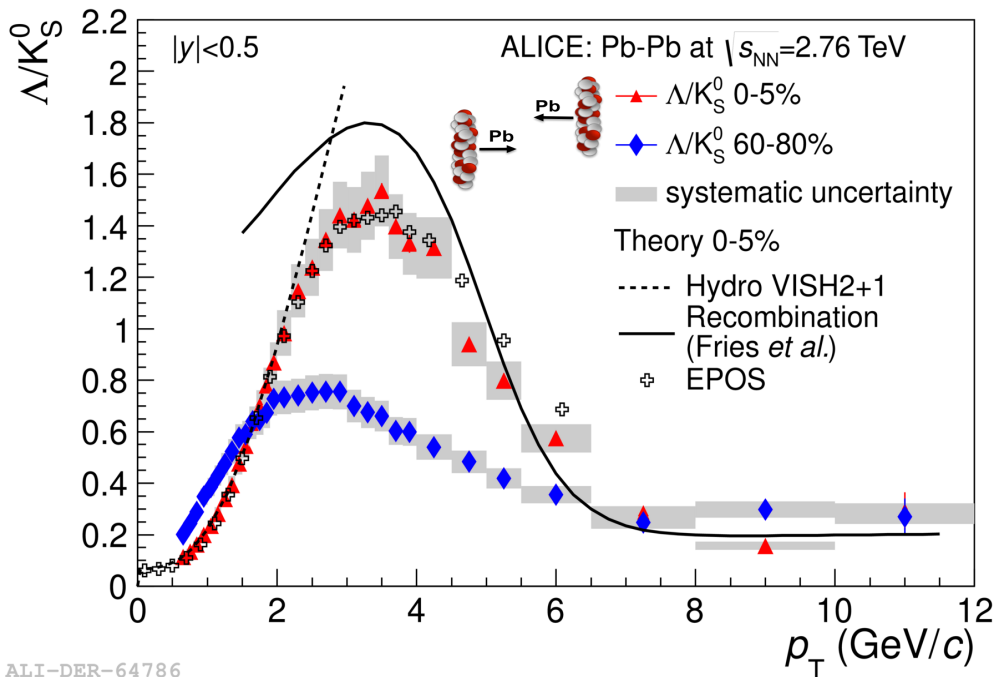 Λ/K⁰S
|y|<0.5
ALICE: Pb-Pb at √sNN=2.76 TeV
Λ/K⁰S 0-5%
Λ/K⁰S 60-80%
systematic uncertainty
Theory 0-5%
Hydro VISH2+1
Recombination
(Fries et al.)
EPOS
Pb
Pb
2.2
2
1.8
1.6
1.4
1.2
1
0.8
0.6
0.4
0.2
0
0 2 4 6 8 10 12
pT (GeV/c)
ALI-DER-64786